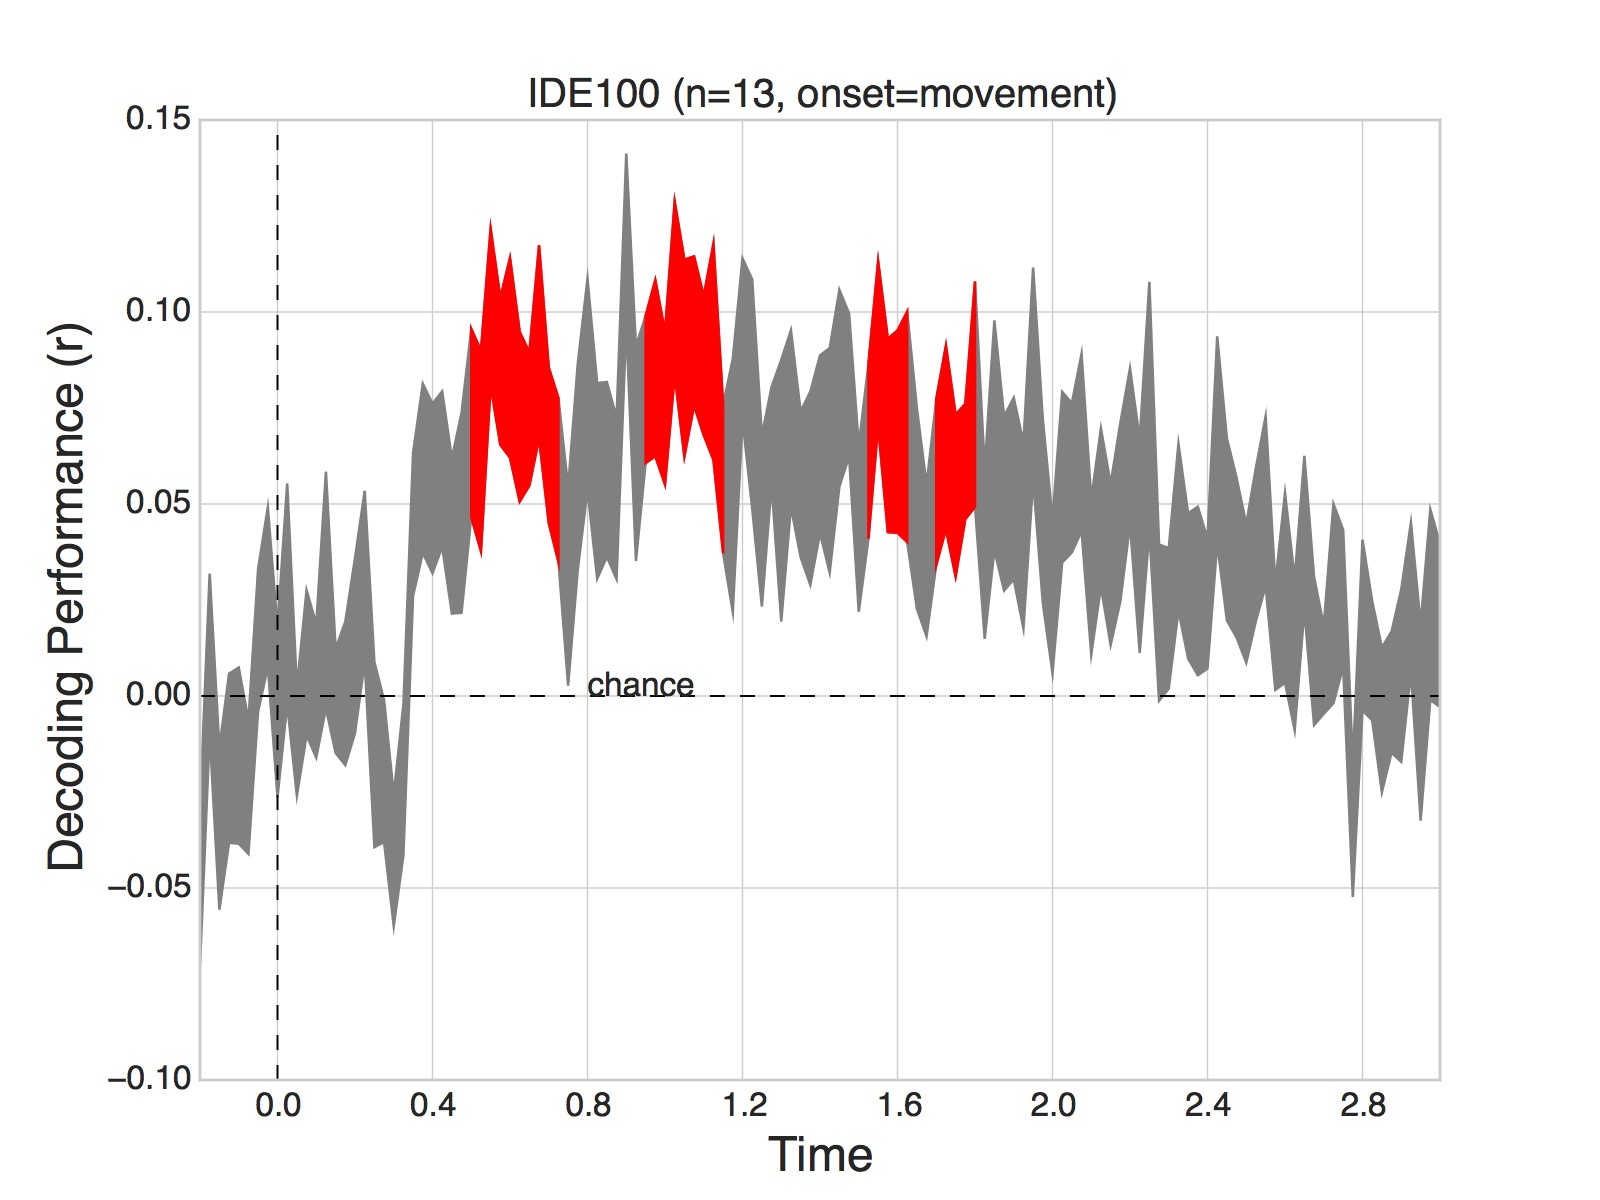 IDE100 (n=13, onset=movement)
0.15
0.10
0.05
0.00
−0.05
−0.10
Decoding Performance (r)
chance
0.0 0.4 0.8 1.2 1.6 2.0 2.4 2.8
Time